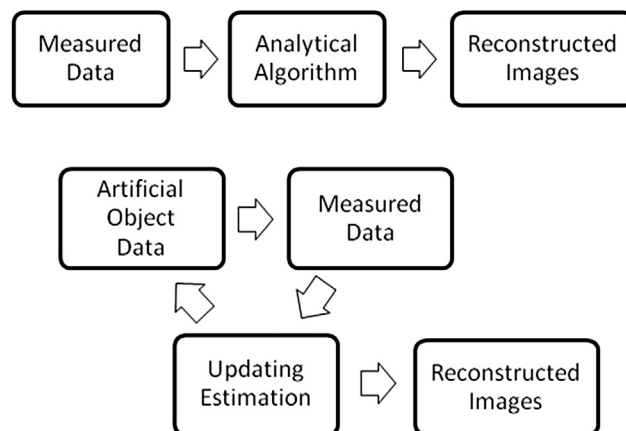 Measured
Data
Analytical
Algorithm
Reconstructed
Images
Artificial
Object
Data
Measured
Data
Updating
Estimation
Reconstructed
Images